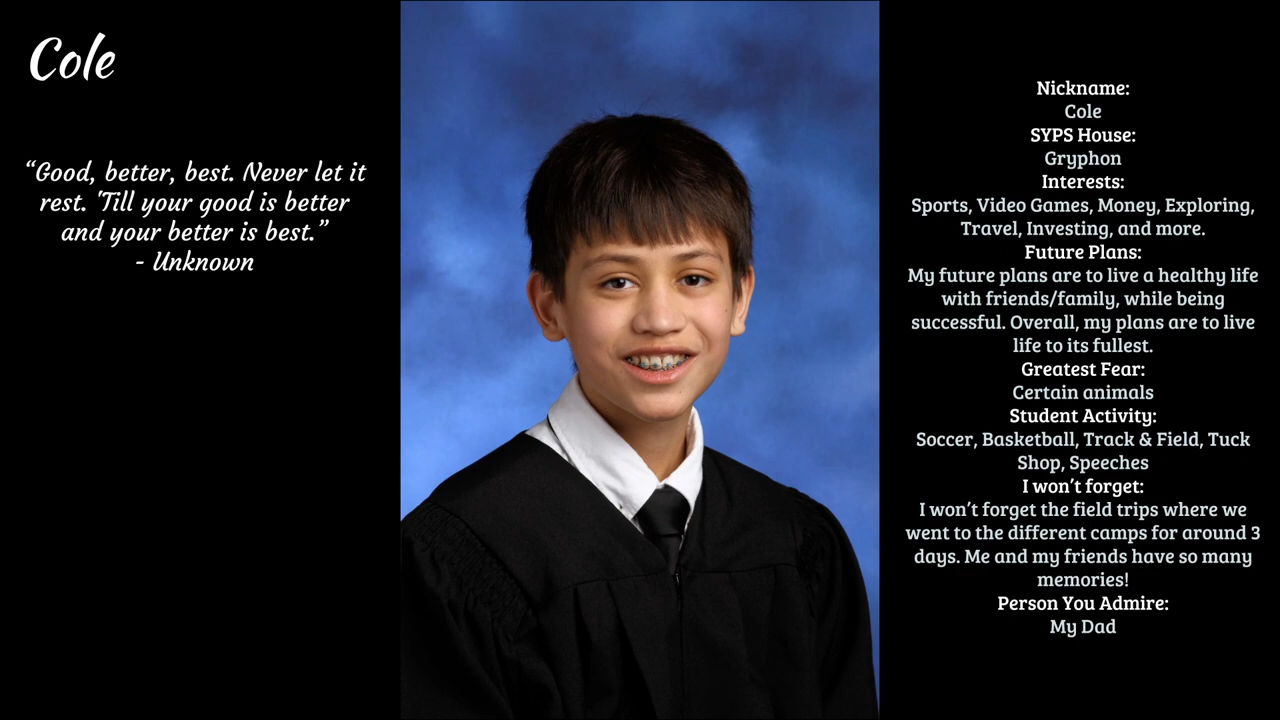 Cole
“Good, better, best. Never let it
rest. 'Till your good is better
and your better is best.”
- Unknown
Nickname:
Cole
SYPS House:
Gryphon
Interests:
Sports, Video Games, Money, Exploring,
Travel, Investing, and more.
Future Plans:
My future plans are to live a healthy life
with friends/family, while being
successful. Overall, my plans are to live
life to its fullest.
Greatest Fear:
Certain animals
Student Activity:
Soccer, Basketball, Track & Field, Tuck
Shop, Speeches
I won’t forget:
I won’t forget the field trips where we
went to the different camps for around 3
days. Me and my friends have so many
memories!
Person You Admire:
My Dad